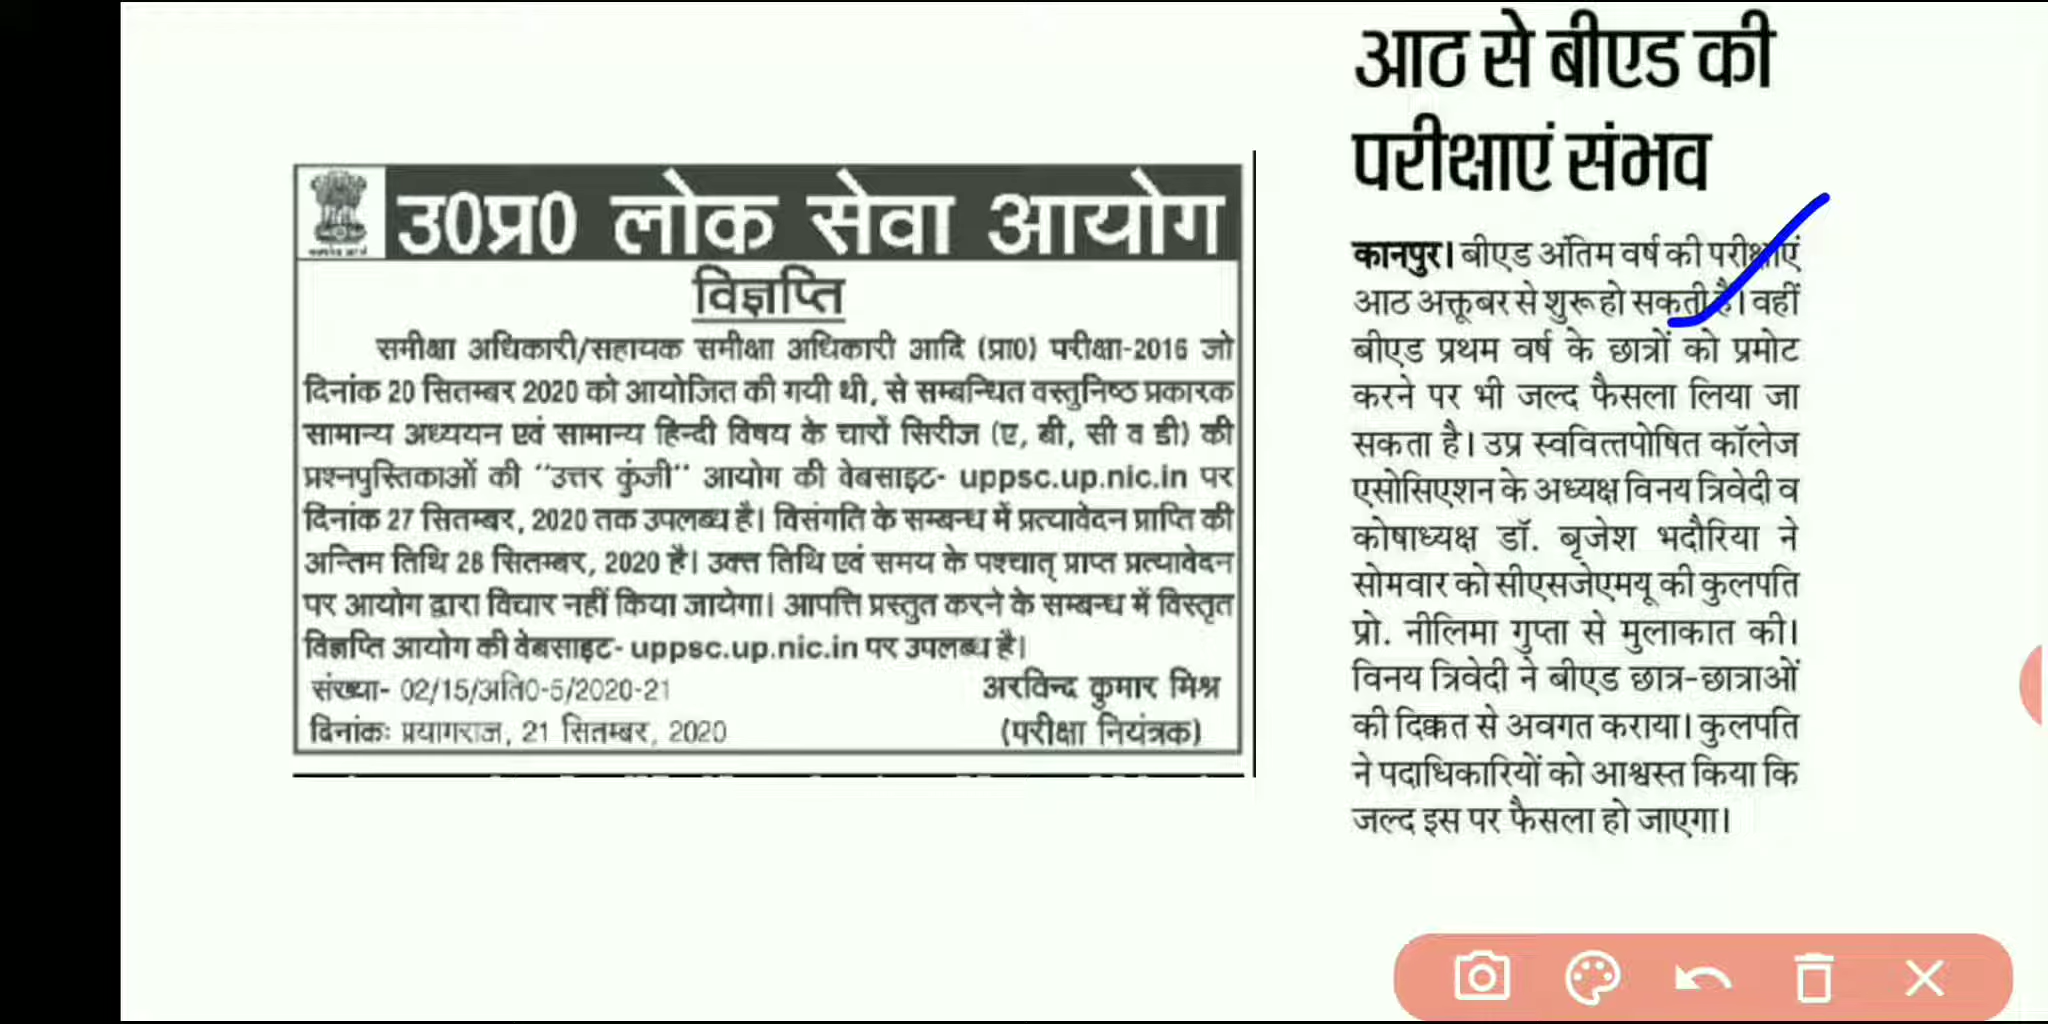 उ0प्र0 लोक सेवा आयोग
विज्ञप्ति
समीक्षा अधिकारी/सहायक समीक्षा अधिकारी आदि (प्रा0) परीक्षा-2016 जो
दिनांक 20 सितम्बर 2020 को आयोजित की गयी थी, से सम्बन्धित वस्तुनिष्ठ प्रकारक
सामान्य अध्ययन एवं सामान्य हिन्दी विषय के चारों सिरीज (ए, बी, सी व डी) की
प्रश्नपुस्तिकाओं की "उत्तर कुंजी" आयोग की वेबसाइट- uppsc.up.nic.in पर
दिनांक 27 सितम्बर, 2020 तक उपलब्ध है। विसंगति के सम्बन्ध में प्रत्यावेदन प्राप्ति की
अन्तिम तिथि 28 सितम्बर, 2020 है। उक्त तिथि एवं समय के पश्चात् प्राप्त प्रत्यावेदन
पर आयोग द्वारा विचार नहीं किया जायेगा। आपत्ति प्रस्तुत करने के सम्बन्ध में विस्तृत
विज्ञप्ति आयोग की वेबसाइट- uppsc.up.nic.in पर उपलब्ध है।
संख्या- 02/15/अति0-5/2020-21
अरविन्द कुमार मिश्र
दिनांकः प्रयागराज, 21 सितम्बर, 2020
(परीक्षा नियंत्रक)
आठ से बीएड की
परीक्षाएं संभव
कानपुर। बीएड अंतिम वर्ष की परीक्षाएं
आठ अक्तूबर से शुरू हो सकती है। वहीं
बीएड प्रथम वर्ष के छात्रों को प्रमोट
करने पर भी जल्द फैसला लिया जा
सकता है। उप्र स्ववित्तपोषित कॉलेज
एसोसिएशन के अध्यक्ष विनय त्रिवेदी व
कोषाध्यक्ष डॉ. बृजेश भदौरिया ने
सोमवार को सीएसजेएमयू की कुलपति
प्रो. नीलिमा गुप्ता से मुलाकात की।
विनय त्रिवेदी ने बीएड छात्र-छात्राओं
की दिक्कत से अवगत कराया। कुलपति
ने पदाधिकारियों को आश्वस्त किया कि
जल्द इस पर फैसला हो जाएगा।